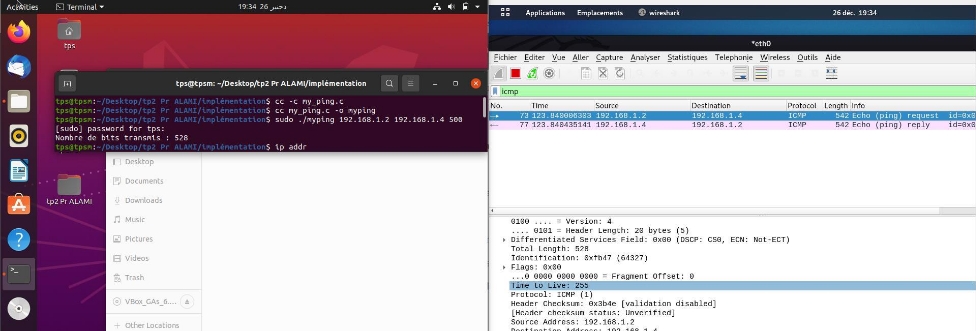 Activities
Terminal
19:34 26 دجنبر
tps
tps@tpsm: ~/Desktop/tp2 Pr ALAMI/implémentation
tps@tpsm:~/Desktop/tp2 Pr ALAMI/implémentation$ cc -c my_ping.c
tps@tpsm:~/Desktop/tp2 Pr ALAMI/implémentation$ cc my_ping.c -o myping
tps@tpsm:~/Desktop/tp2 Pr ALAMI/implémentation$ sudo ./myping 192.168.1.2 192.168.1.4 500
[sudo] password for tps:
Nombre de bits transmis : 528
tps@tpsm:~/Desktop/tp2 Pr ALAMI/implémentation$ ip addr
Desktop
Documents
Downloads
Music
Pictures
Videos
Trash
VBox_GAs_6....
+ Other Locations
tp2 Pr ALAMI
Applications Emplacements wireshark 26 déc. 19:34
*eth0
Fichier Editer Vue Aller Capture Analyser Statistiques Telephonie Wireless Outils Aide
icmp
No. Time Source Destination Protocol Length Info
73 123.840006303 192.168.1.2 192.168.1.4 ICMP 542 Echo (ping) request id=0x0
77 123.840435141 192.168.1.4 192.168.1.2 ICMP 542 Echo (ping) reply id=0x0
0100 .... = Version: 4
.... 0101 = Header Length: 20 bytes (5)
Differentiated Services Field: 0x00 (DSCP: CS0, ECN: Not-ECT)
Total Length: 528
Identification: 0xfb47 (64327)
Flags: 0x00
...0 0000 0000 0000 = Fragment Offset: 0
Time to Live: 255
Protocol: ICMP (1)
Header Checksum: 0x3b4e [validation disabled]
[Header checksum status: Unverified]
Source Address: 192.168.1.2
Destination Address: 192.168.1.4